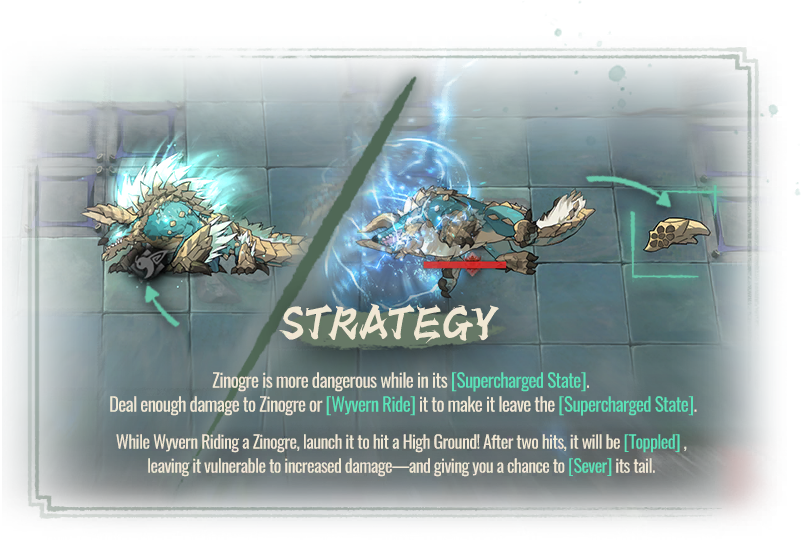 STRATEGY
Zinogre is more dangerous while in its [Supercharged State].
Deal enough damage to Zinogre or [Wyvern Ride] it to make it leave the [Supercharged State].
While Wyvern Riding a Zinogre, launch it to hit a High Ground! After two hits, it will be [Toppled] ,
leaving it vulnerable to increased damage—and giving you a chance to [Sever] its tail.